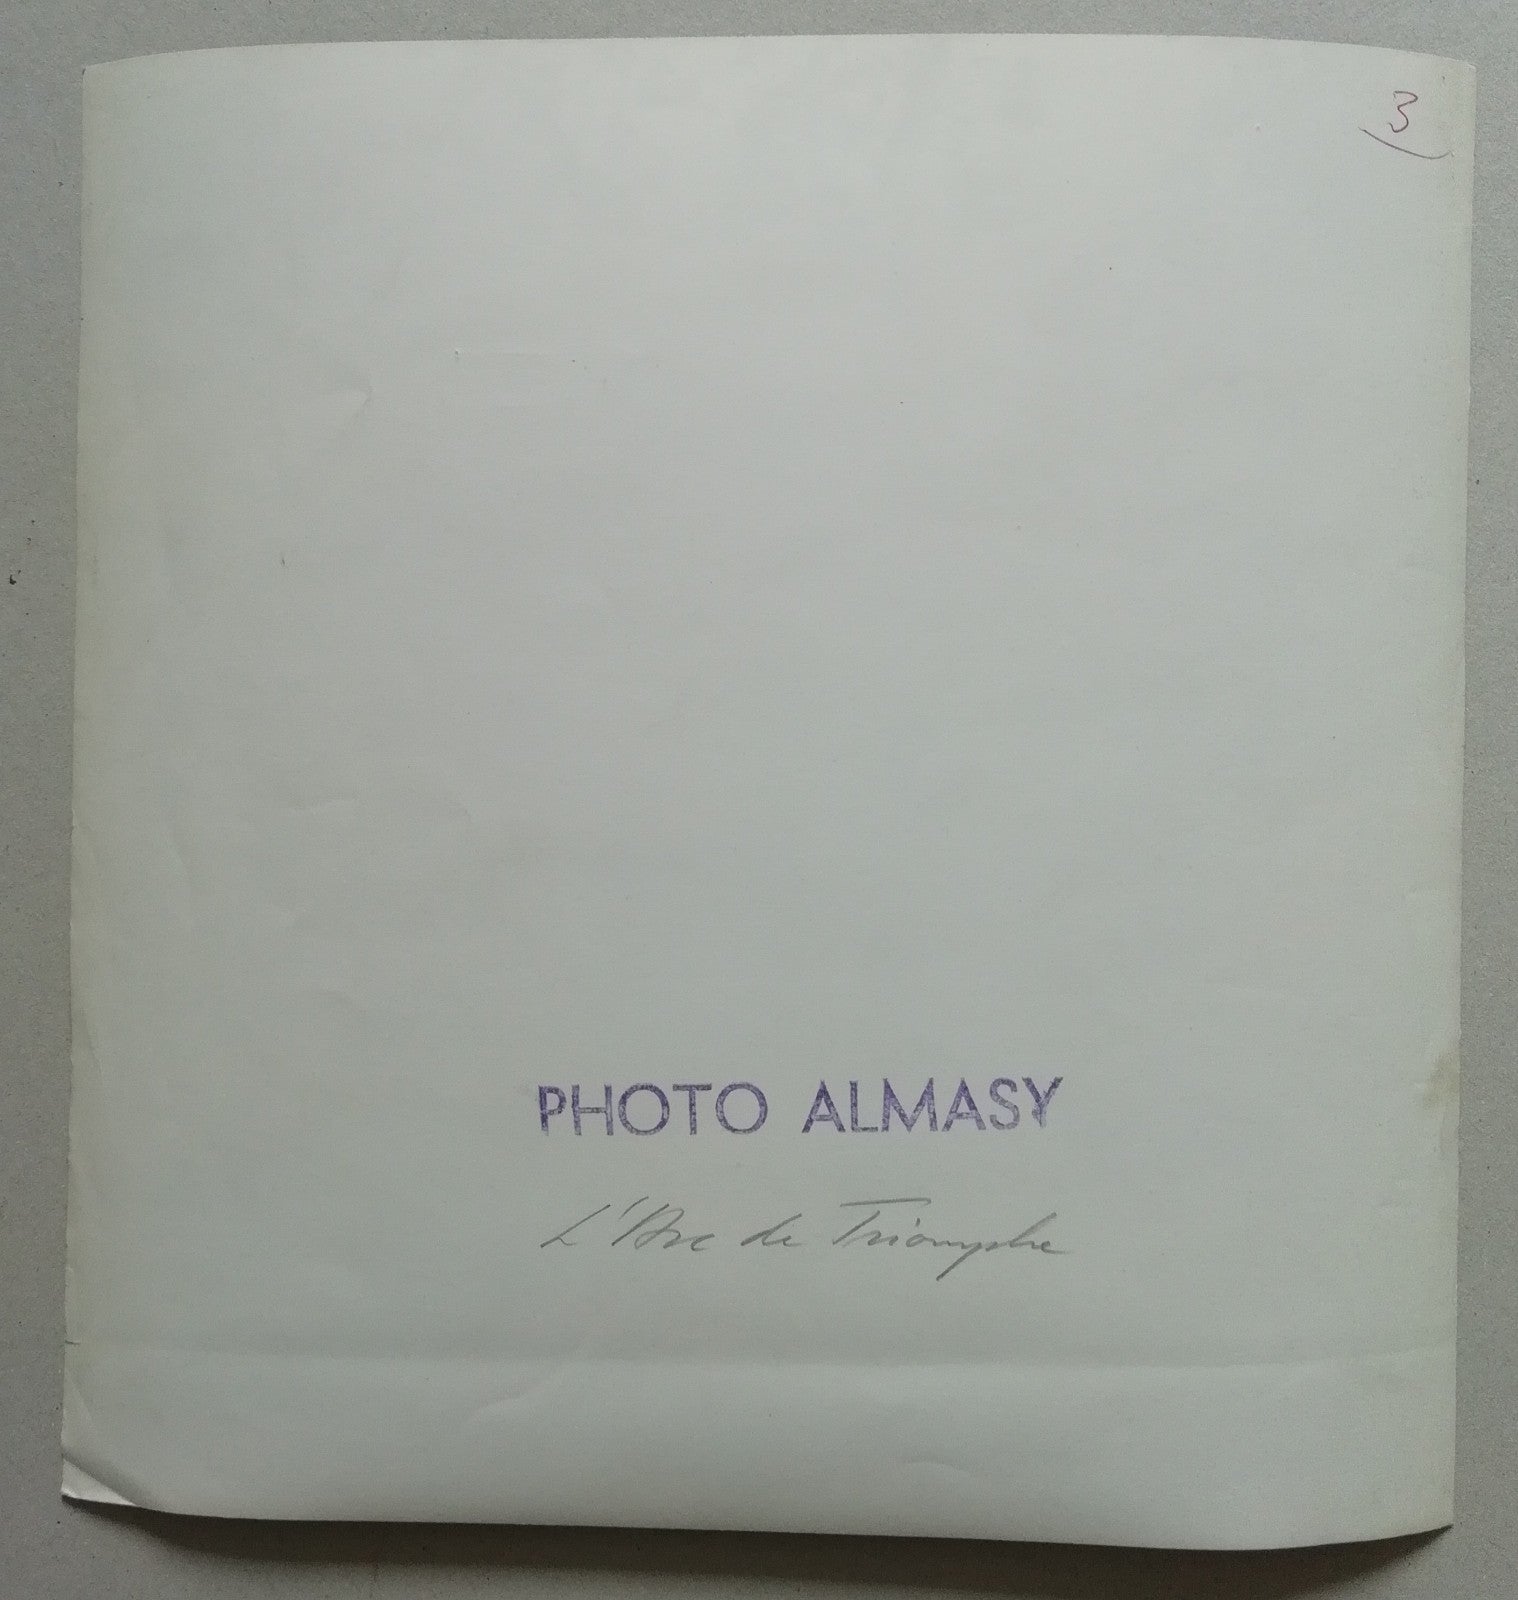 3
PHOTO ALMASY
L'Arc de Triomphe